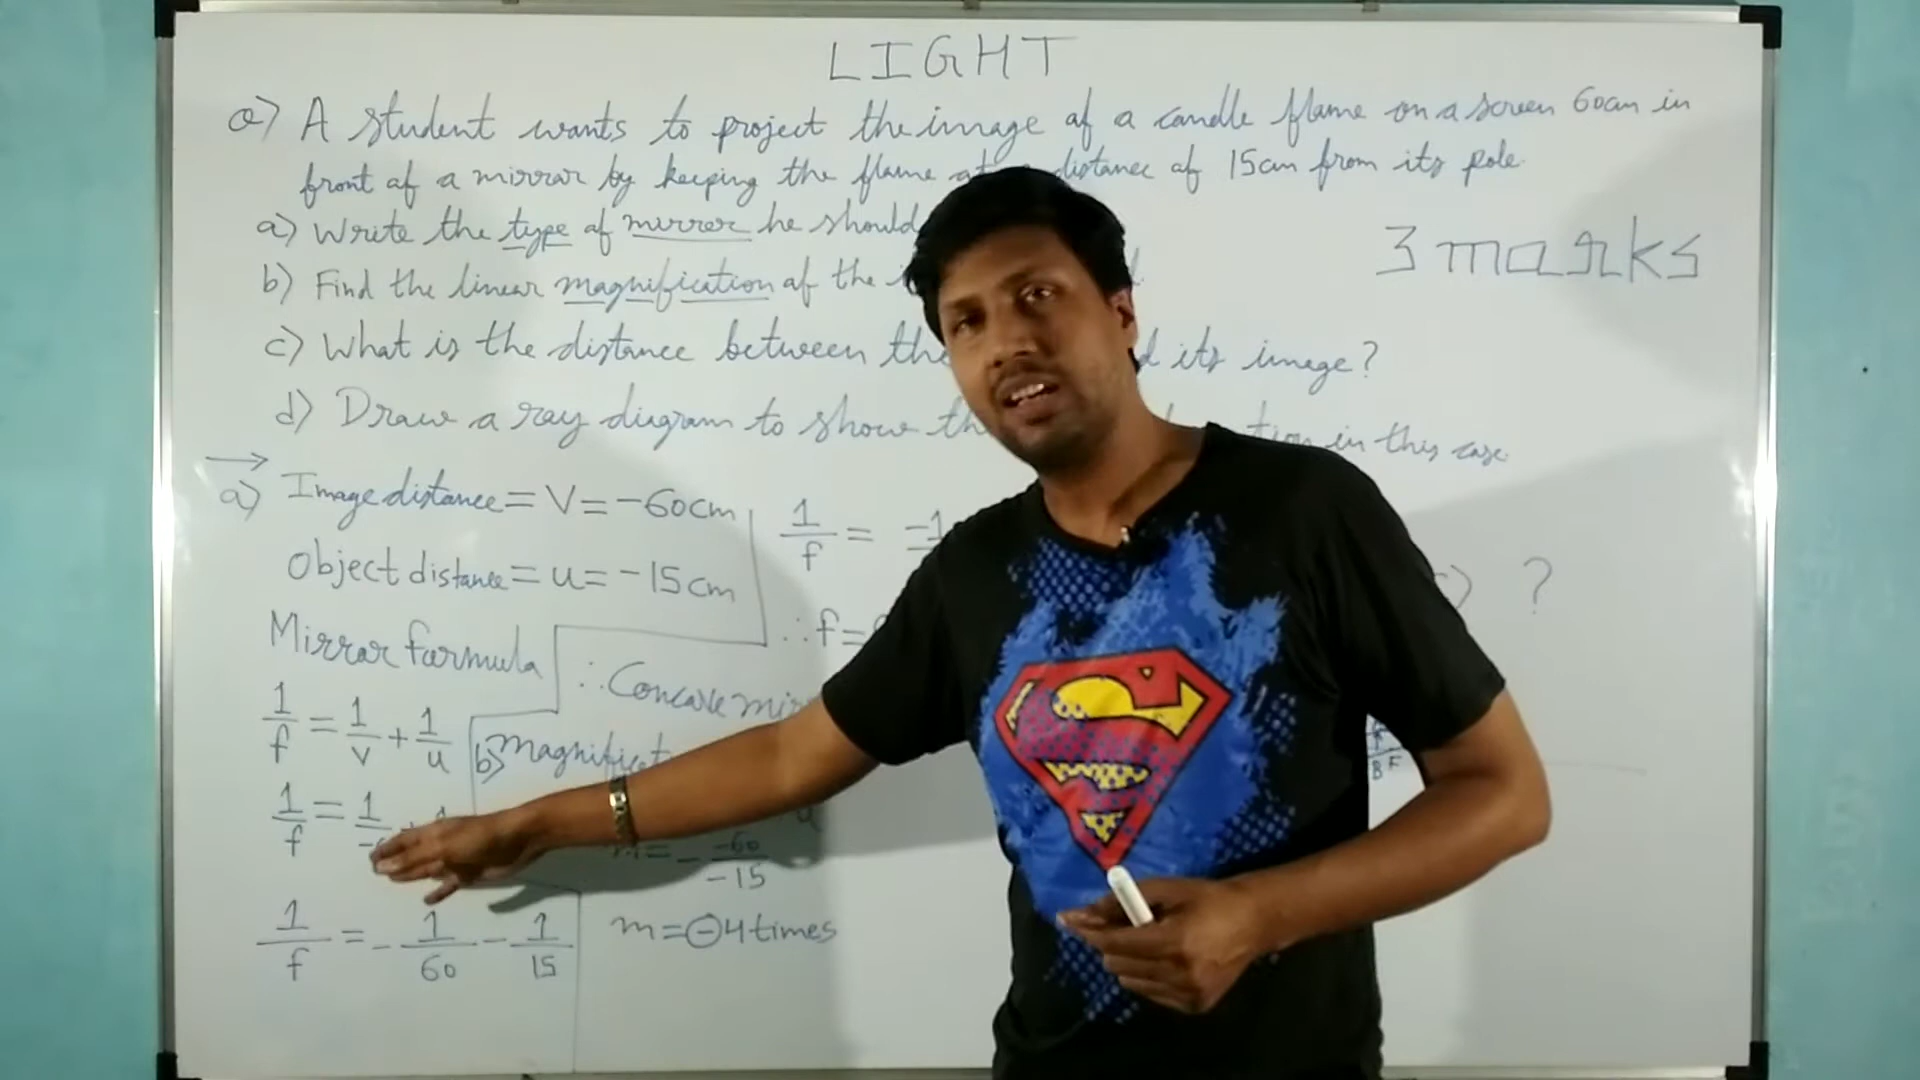 LIGHT
Q) A student wants to project the image of a candle flame on a screen 60cm in
front of a mirror by keeping the flame at distance of 15cm from its pole
a) Write the type of mirror he should
b) Find the linear magnification of the
c) What is the distance between the its image?
d) Draw a ray diagram to show in this case.
3 marks
a) Image distance = V = -60cm
Object distance = u = -15cm
Mirror formula
1/f = 1/v + 1/u
1/f = 1/
1/f = - 1/60 - 1/15
1/f = -1
∴ f =
∴ Concave
b)
m = - -60/-15
m = -4 times
?
B F